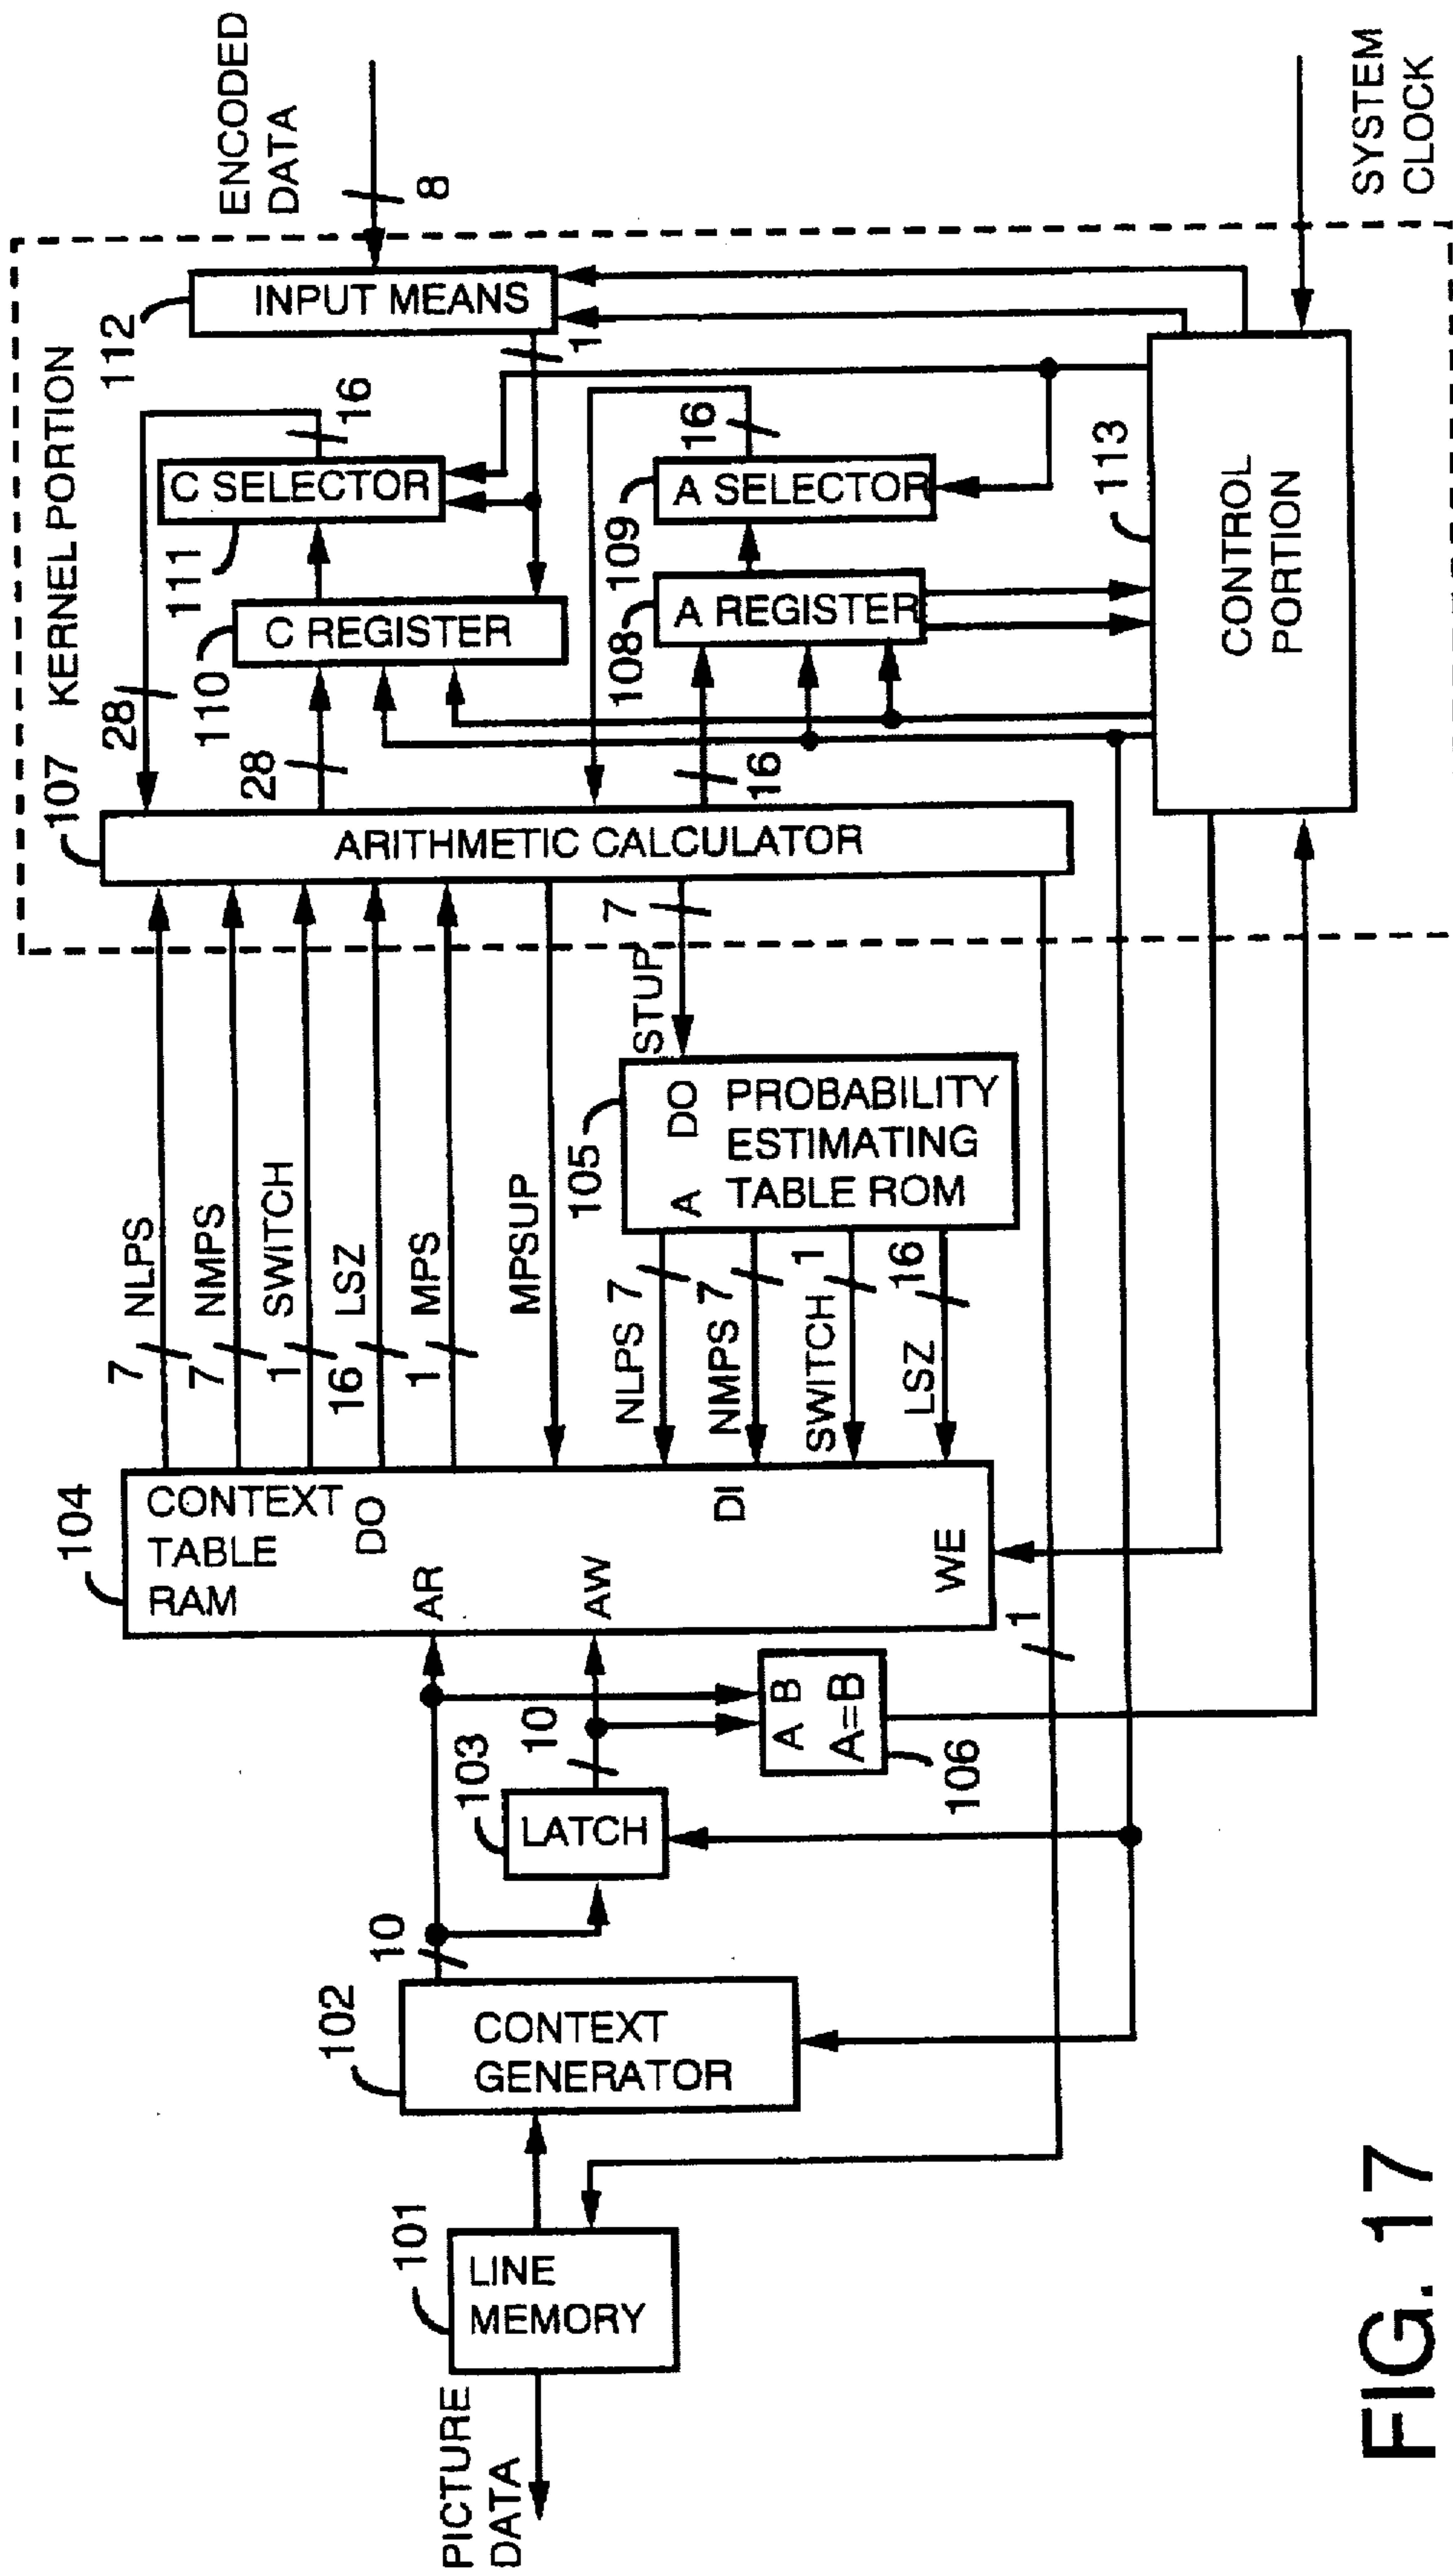 107 KERNEL PORTION
ENCODED
DATA
8
112
INPUT MEANS
1
28
16
C SELECTOR
111
110
C REGISTER
28
16
109
A SELECTOR
108
A REGISTER
16
113
CONTROL
PORTION
SYSTEM
CLOCK
ARITHMETIC CALCULATOR
7 NLPS
7 NMPS
1 SWITCH
16 LSZ
1 MPS
MPSUP
STUP
7
105
A DO
PROBABILITY
ESTIMATING
TABLE ROM
NLPS 7
NMPS 7
SWITCH 1
LSZ 16
104
CONTEXT
TABLE
RAM
DO
AR
AW
DI
WE
1
10
103
LATCH
10
A B
A=B
106
102
CONTEXT
GENERATOR
101
LINE
MEMORY
PICTURE
DATA
FIG. 17